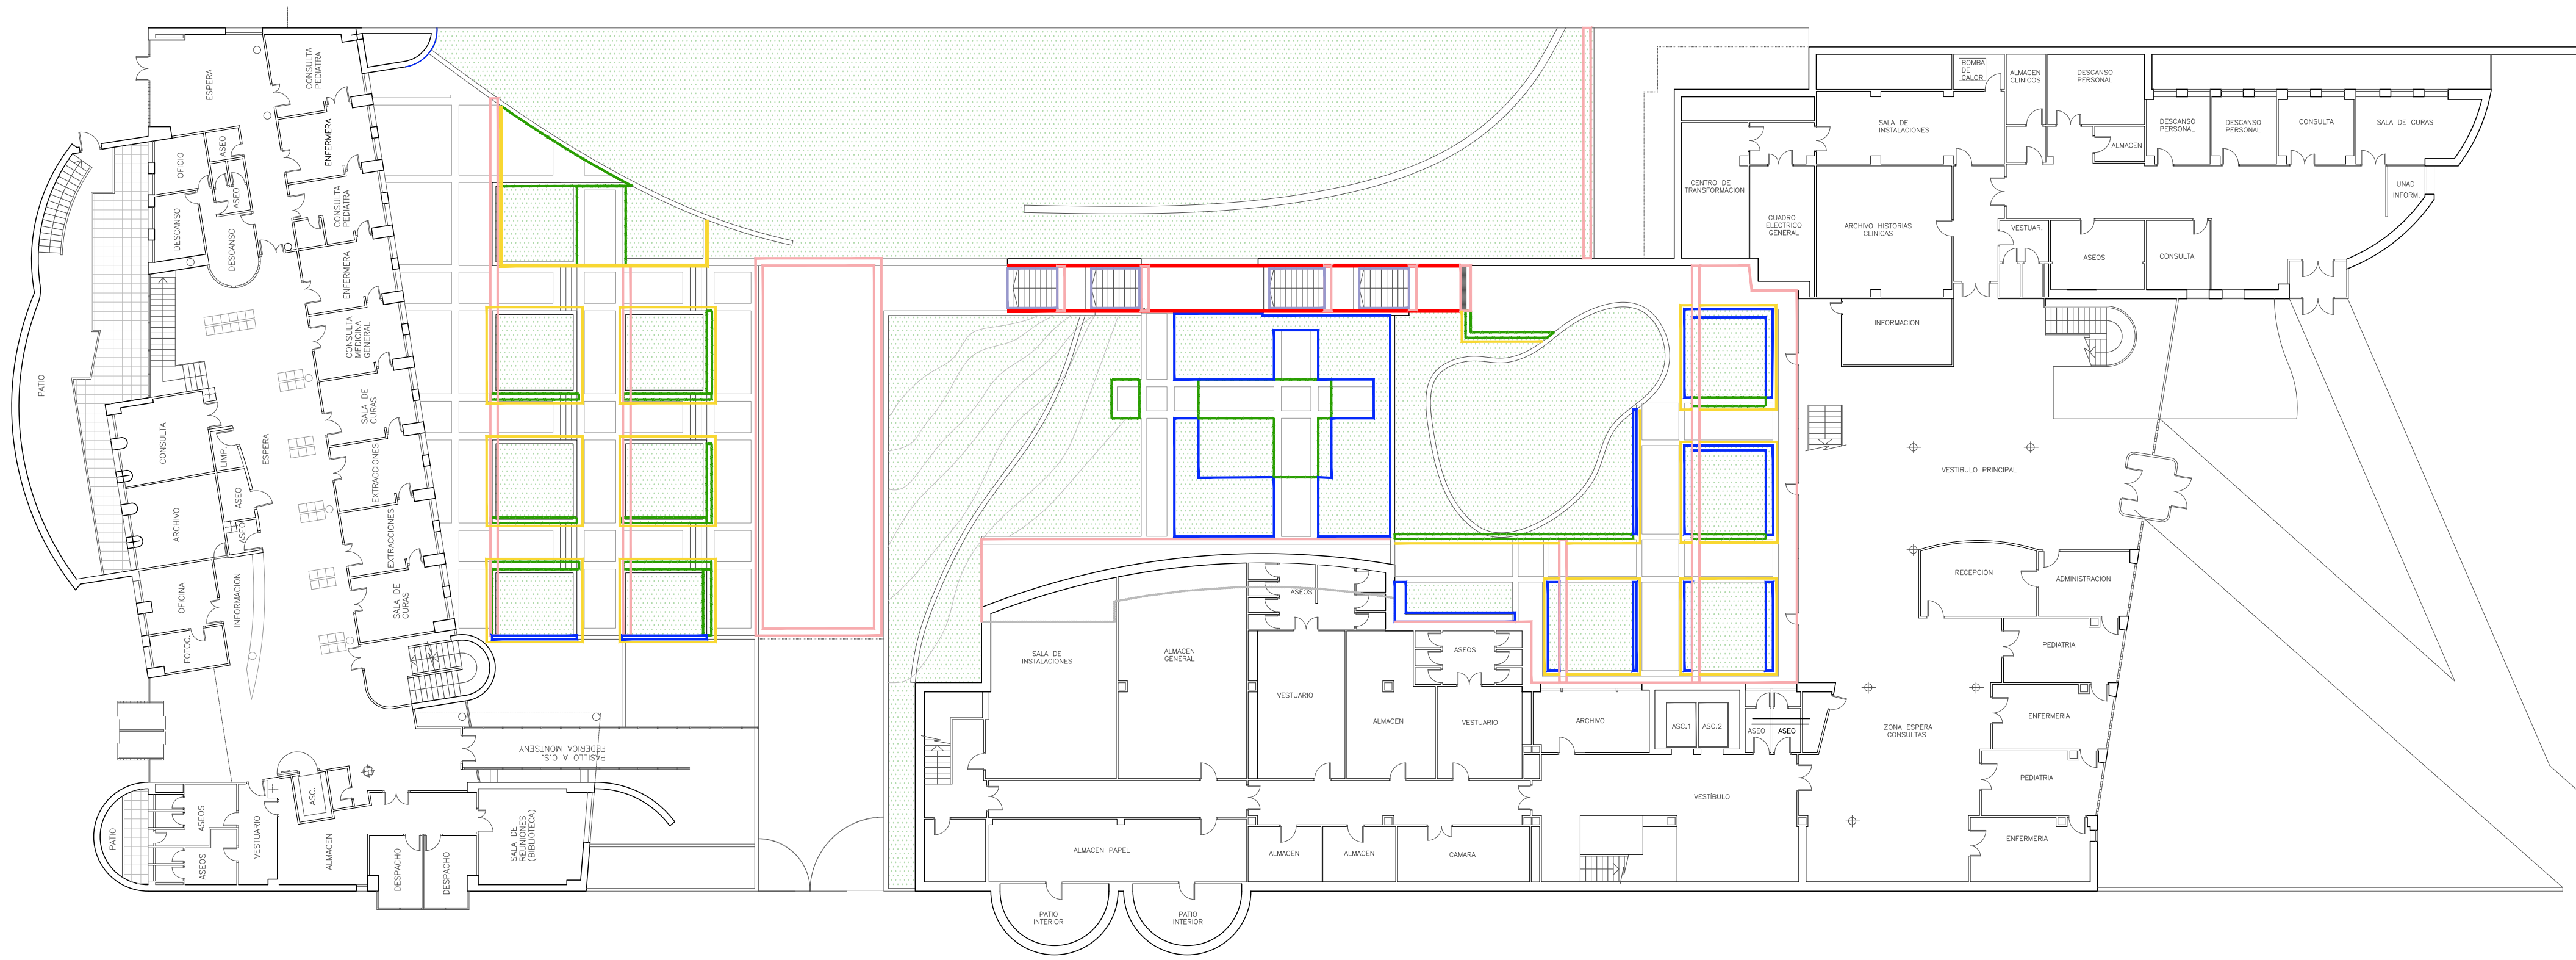 ESPERA
CONSULTA
PEDIATRA
ENFERMERA
OFICIO
ASEO
ASEO
DESCANSO
DESCANSO
CONSULTA
PEDIATRA
ENFERMERA
CONSULTA
MEDICINA
GENERAL
PATIO
SALA DE
CURAS
CONSULTA
LIMP.
ESPERA
EXTRACCIONES
ARCHIVO
ASEO
ASEO
EXTRACCIONES
OFICINA
INFORMACION
SALA DE
CURAS
FOTOC.
PASILLO A C.S.
FEDERICA MONTSENY
PATIO
ASEOS
ASEOS
VESTUARIO
ASC.
ALMACEN
DESPACHO
DESPACHO
SALA DE
REUNIONES
(BIBLIOTECA)
SALA DE
INSTALACIONES
ALMACEN
GENERAL
ASEOS
VESTUARIO
ALMACEN
ASEOS
VESTUARIO
ARCHIVO
ASC.1
ASC.2
ASEO
ASEO
ALMACEN PAPEL
ALMACEN
ALMACEN
CAMARA
VESTÍBULO
PATIO
INTERIOR
PATIO
INTERIOR
BOMBA
DE
CALOR
ALMACEN
CLINICOS
DESCANSO
PERSONAL
SALA DE
INSTALACIONES
ALMACEN
DESCANSO
PERSONAL
DESCANSO
PERSONAL
CONSULTA
SALA DE CURAS
CENTRO DE
TRANSFORMACION
CUADRO
ELECTRICO
GENERAL
ARCHIVO HISTORIAS
CLINICAS
VESTUAR.
ASEOS
CONSULTA
UNAD
INFORM.
INFORMACION
VESTIBULO PRINCIPAL
RECEPCION
ADMINISTRACION
PEDIATRIA
ENFERMERIA
ZONA ESPERA
CONSULTAS
PEDIATRIA
ENFERMERIA